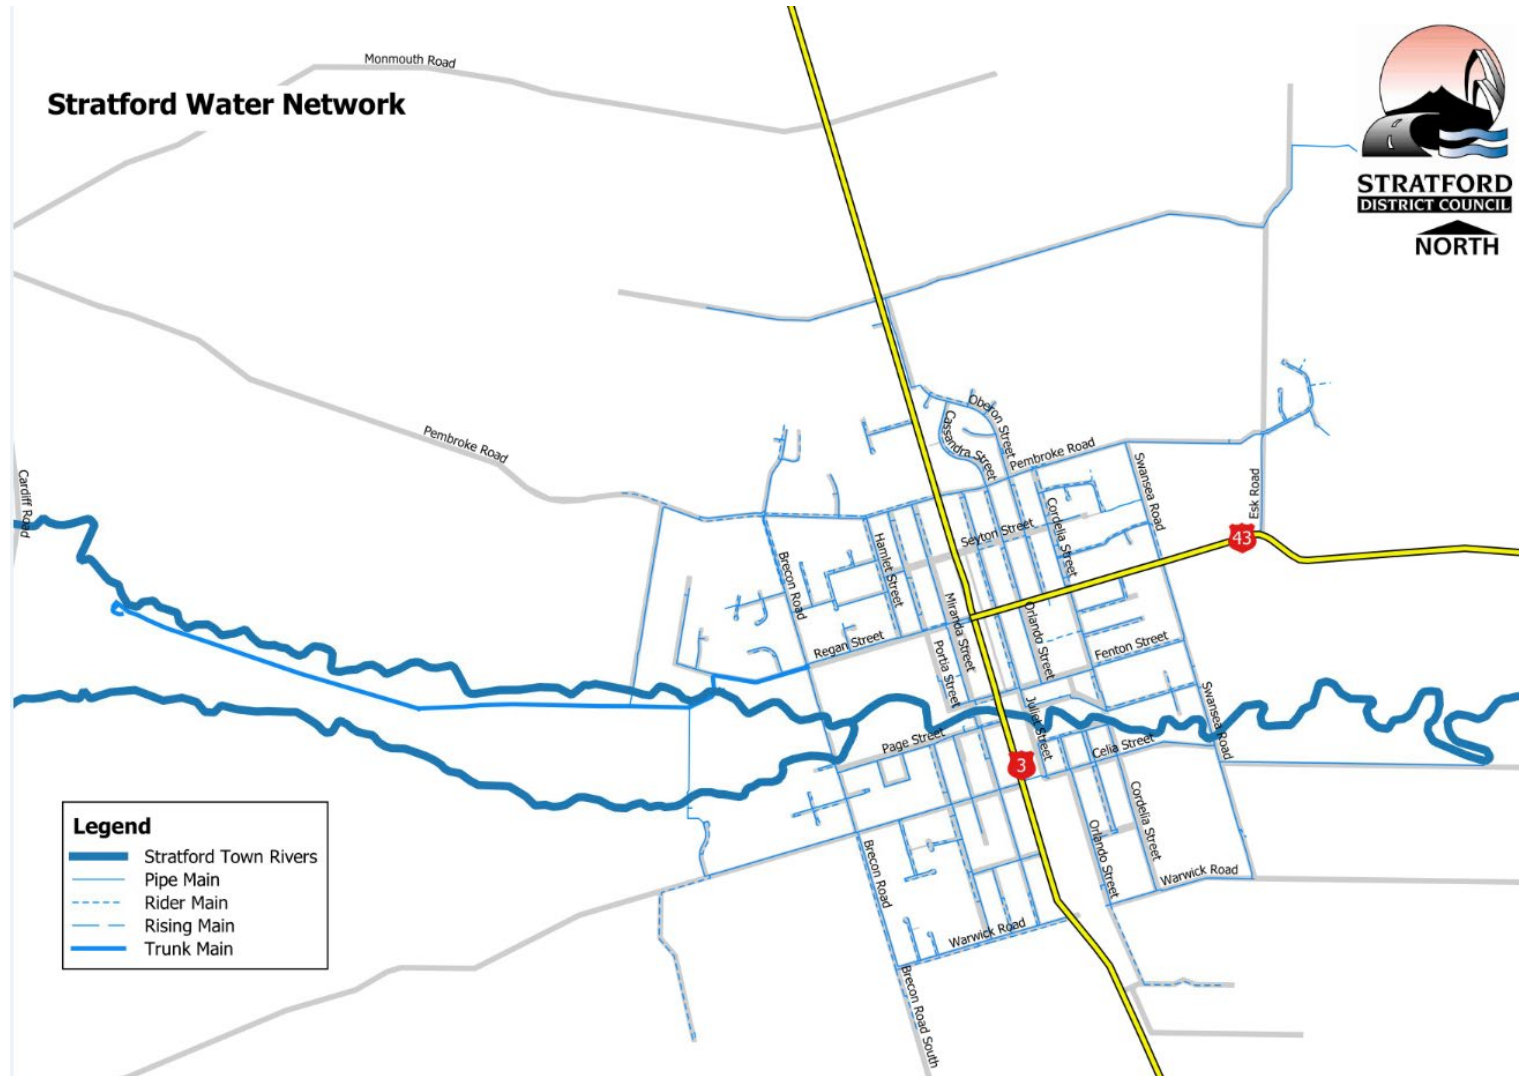 Monmouth Road
Stratford Water Network
STRATFORD
DISTRICT COUNCIL
NORTH
Oberon Street
Cassandra Street
Pembroke Road
Pembroke Road
Swansea Road
Cardiff Road
Esk Road
Cordelia Street
Seyton Street
43
Hamlet Street
Brecon Road
Miranda Street
Orlando Street
Regan Street
Portia Street
Fenton Street
Swansea Road
Juliet Street
Page Street
Celia Street
3
Cordelia Street
Orlando Street
Brecon Road
Warwick Road
Warwick Road
Brecon Road South
Legend
Stratford Town Rivers
Pipe Main
Rider Main
Rising Main
Trunk Main